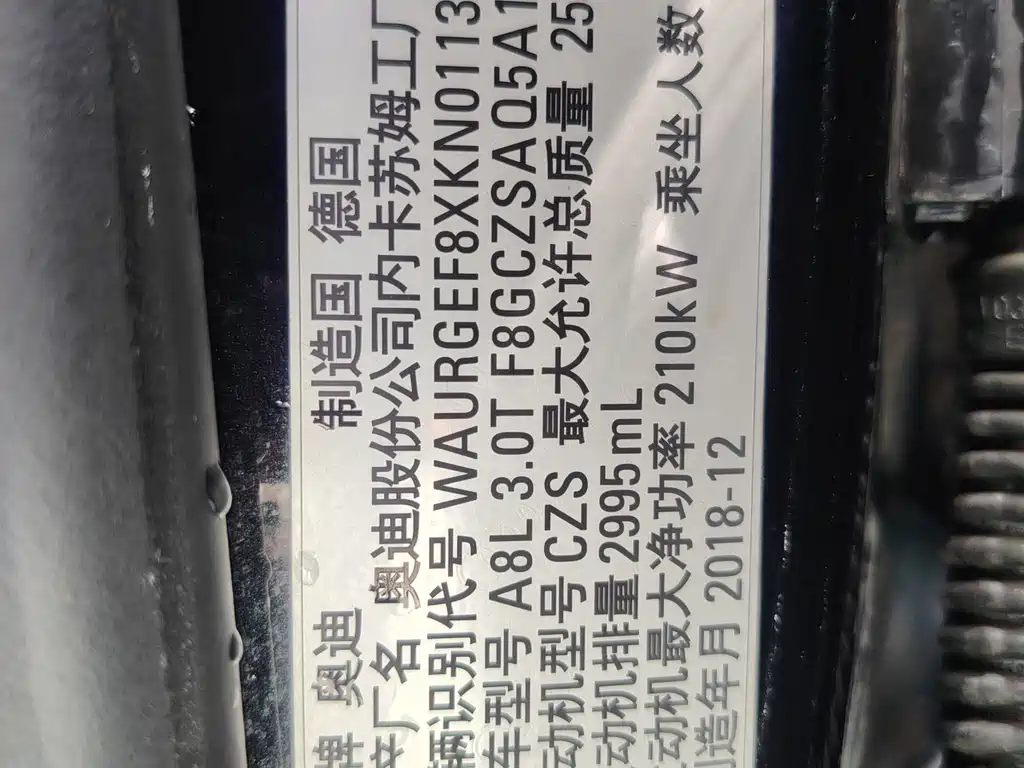 牌 奥迪 制造国 德国
产厂名 奥迪股份公司内卡苏姆工厂
辆识别代号 WAURGEF8XKN0113
车型号 A8L 3.0T F8GCZSAQ5A1
动机型号 CZS 最大允许总质量 25
动机排量 2995mL
动机最大净功率 210kW 乘坐人数
造年月 2018-12